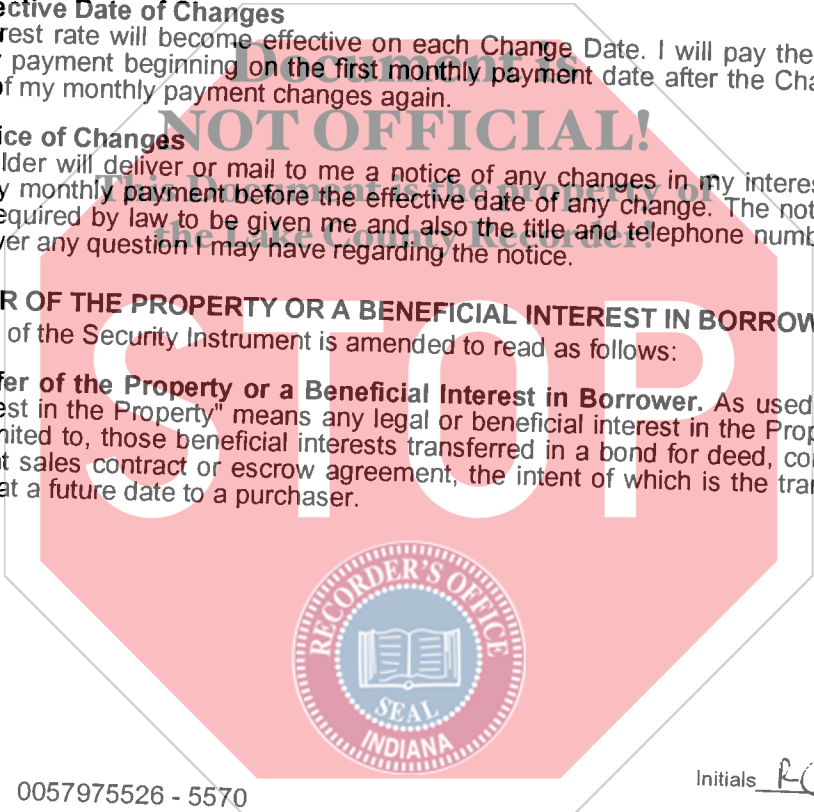 ective Date of Changes
rest rate will become effective on each Change Date. I will pay the
payment beginning on the first monthly payment date after the Cha
of my monthly payment changes again.
Document is
NOT OFFICIAL!
This Document is the property of
the Lake County Recorder!
ice of Changes
lder will deliver or mail to me a notice of any changes in my interes
y monthly payment before the effective date of any change. The not
equired by law to be given me and also the title and telephone numb
ver any question I may have regarding the notice.
R OF THE PROPERTY OR A BENEFICIAL INTEREST IN BORROW
of the Security Instrument is amended to read as follows:
fer of the Property or a Beneficial Interest in Borrower. As used
est in the Property" means any legal or beneficial interest in the Prop
nited to, those beneficial interests transferred in a bond for deed, co
t sales contract or escrow agreement, the intent of which is the tran
at a future date to a purchaser.
STOP
RECORDER'S OFFICE
SEAL
INDIANA
Initials
0057975526 - 5570